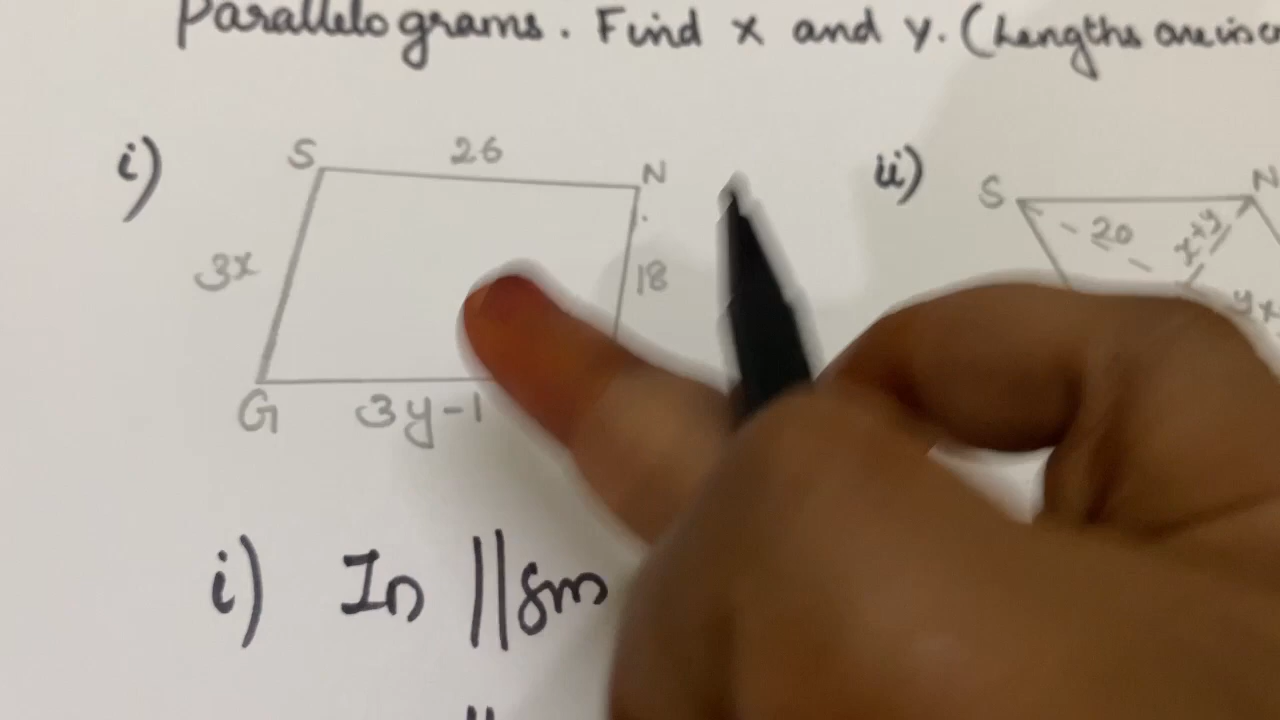 Parallelograms. Find x and y. (Lengths are in
i) S 26 N
ii) S N
3x 18
20 x+y
G 3y-1
i) In ||gm